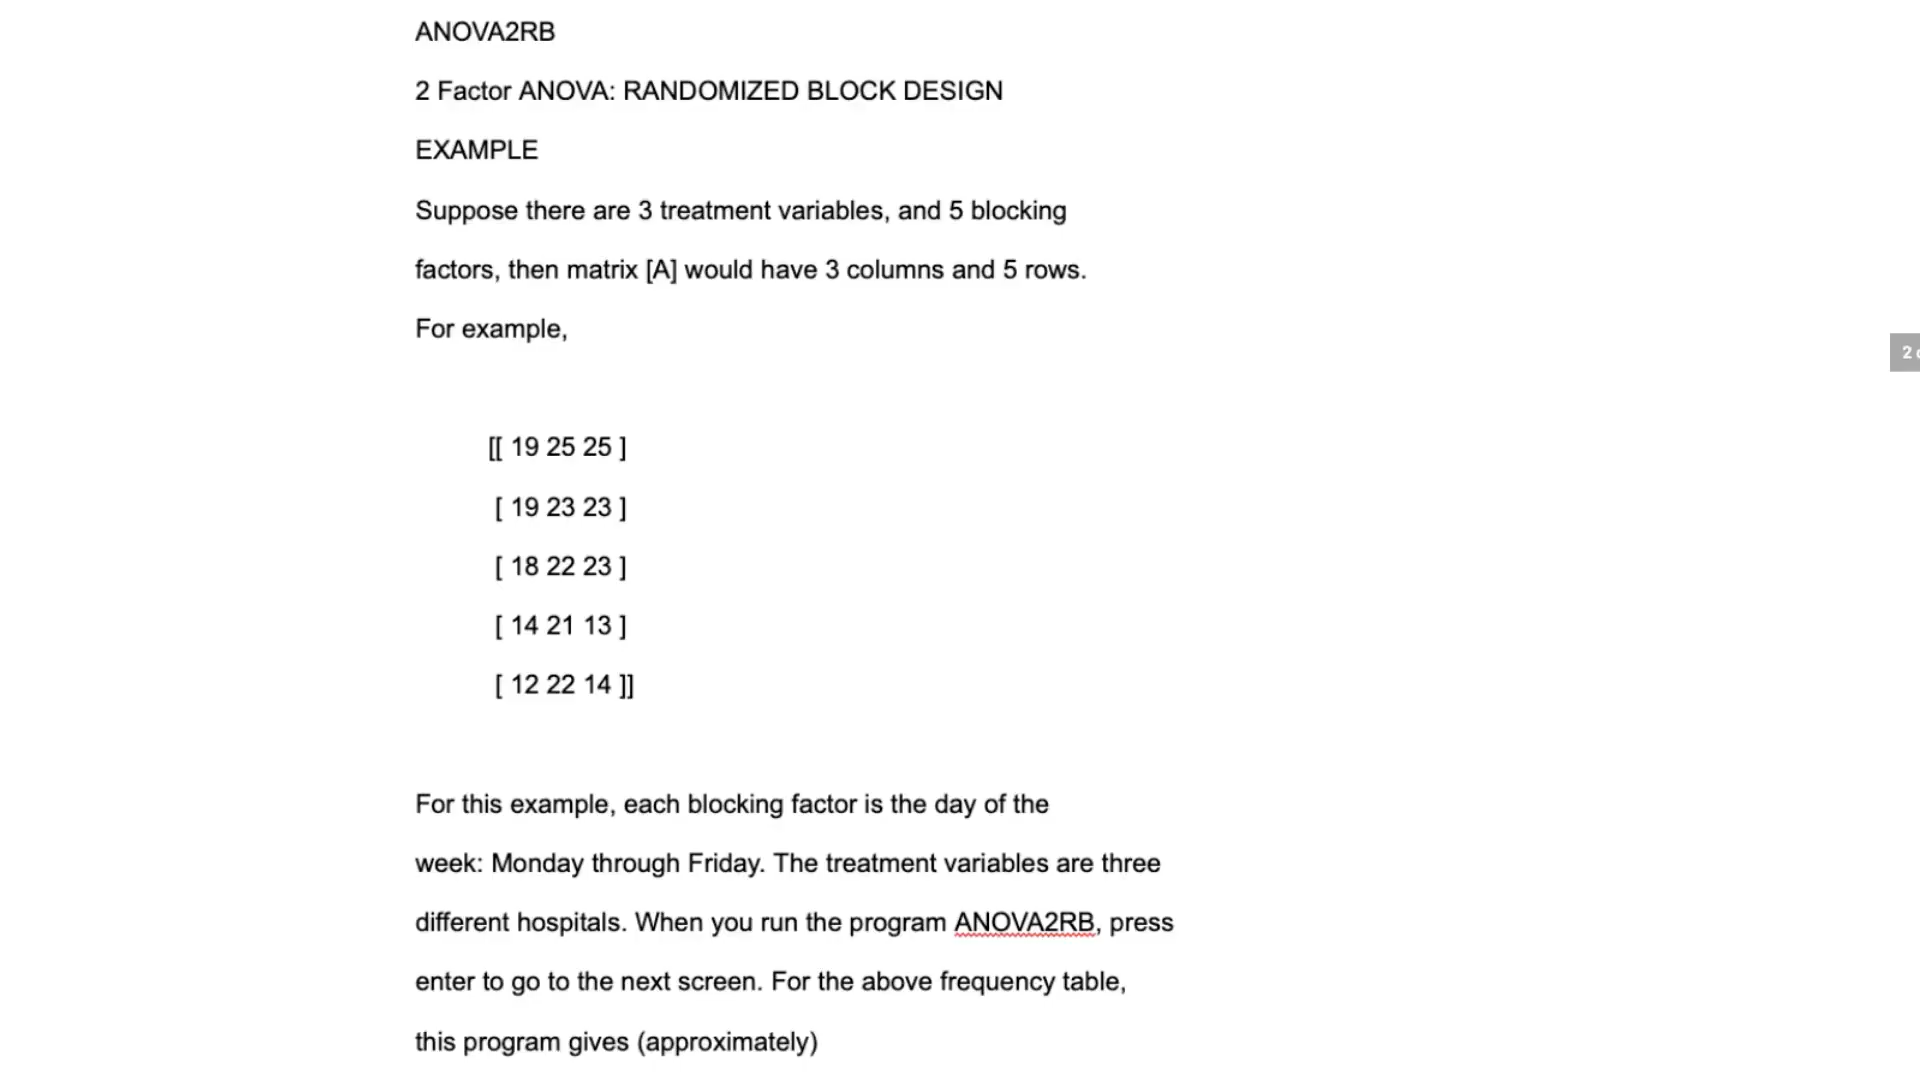 ANOVA2RB
2 Factor ANOVA: RANDOMIZED BLOCK DESIGN
EXAMPLE
Suppose there are 3 treatment variables, and 5 blocking
factors, then matrix [A] would have 3 columns and 5 rows.
For example,
[[ 19 25 25 ]
[ 19 23 23 ]
[ 18 22 23 ]
[ 14 21 13 ]
[ 12 22 14 ]]
For this example, each blocking factor is the day of the
week: Monday through Friday. The treatment variables are three
different hospitals. When you run the program ANOVA2RB, press
enter to go to the next screen. For the above frequency table,
this program gives (approximately)
2